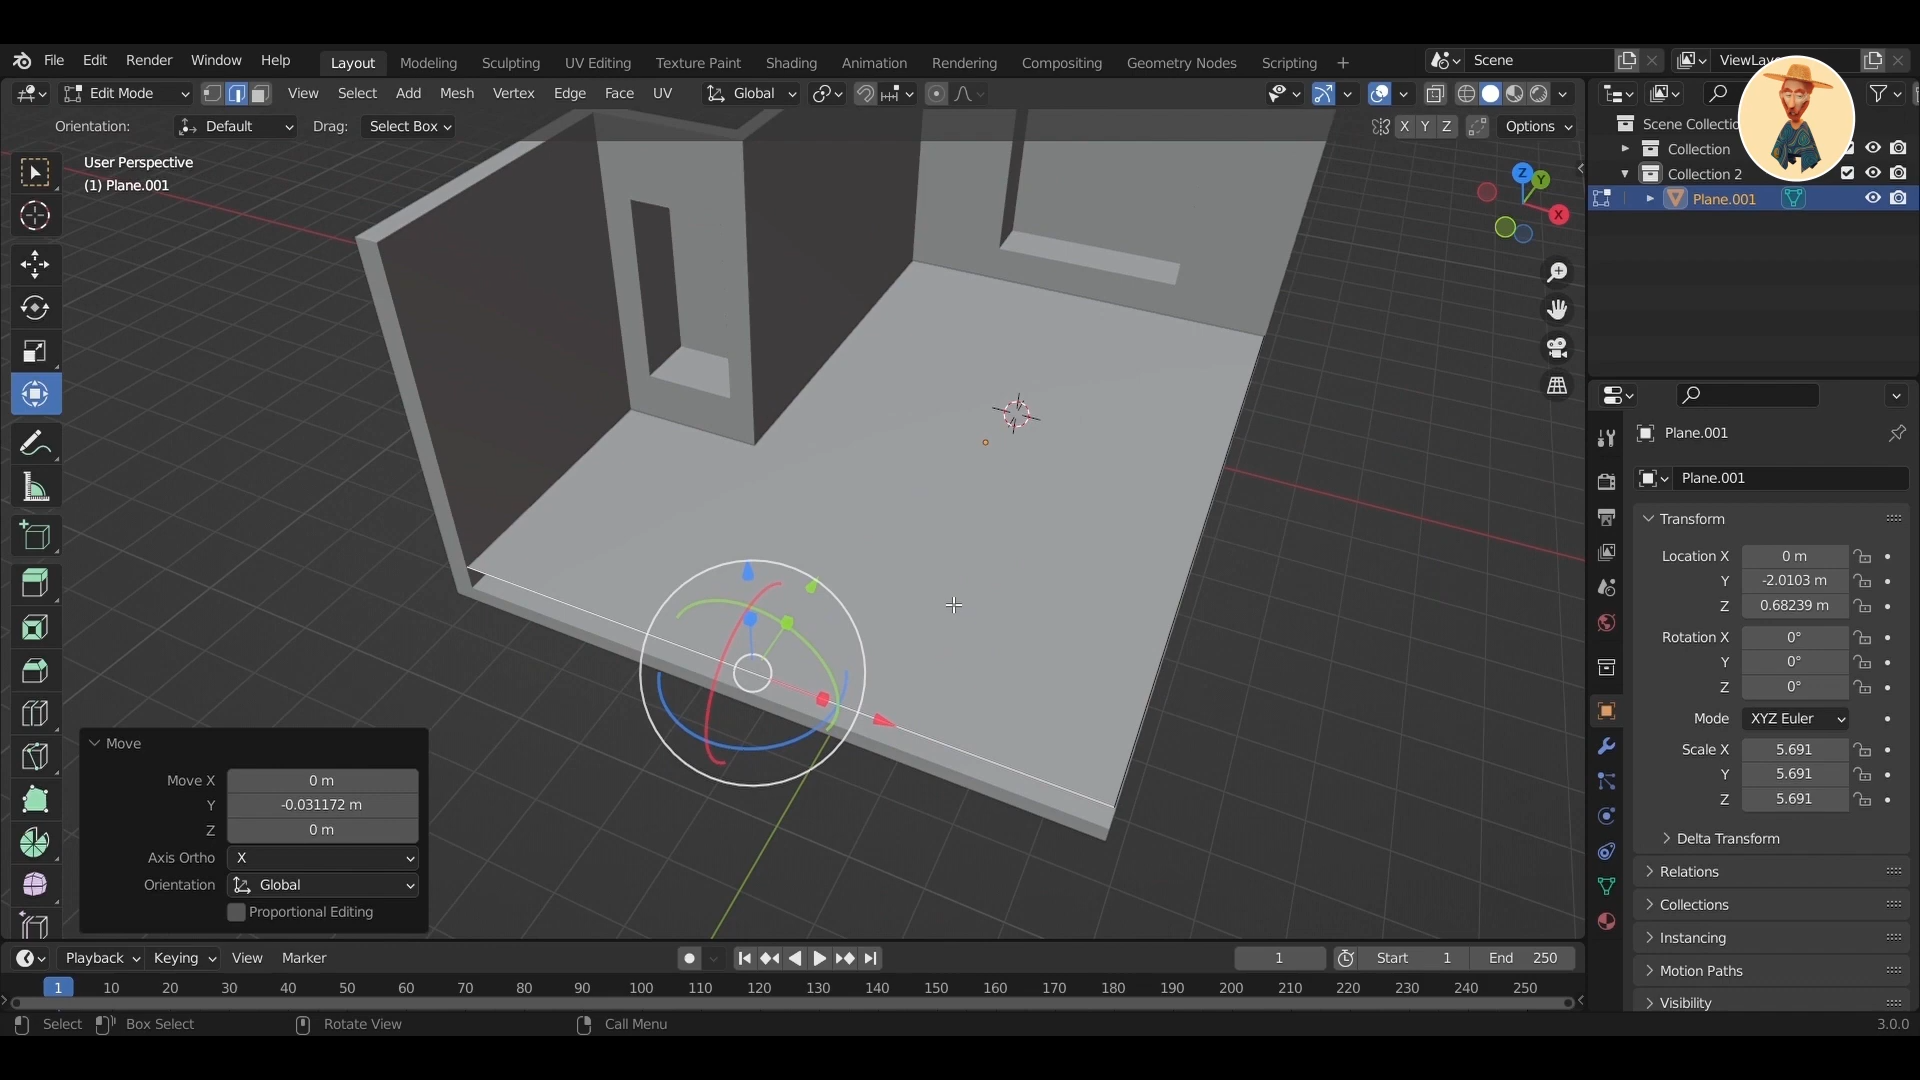 File Edit Render Window Help Layout Modeling Sculpting UV Editing Texture Paint Shading Animation Rendering Compositing Geometry Nodes Scripting + Scene
Edit Mode View Select Add Mesh Vertex Edge Face UV Global
Orientation: Default Drag: Select Box X Y Z Options
User Perspective
(1) Plane.001
Z Y X
Collection
Collection 2
Plane.001
Plane.001
Plane.001
Transform
Location X 0 m
Y -2.0103 m
Z 0.68239 m
Rotation X 0°
Y 0°
Z 0°
Mode XYZ Euler
Scale X 5.691
Y 5.691
Z 5.691
Delta Transform
Relations
Collections
Instancing
Motion Paths
Visibility
Move
Move X 0 m
Y -0.031172 m
Z 0 m
Axis Ortho X
Orientation Global
Proportional Editing
Playback Keying View Marker 1 Start 1 End 250
1 10 20 30 40 50 60 70 80 90 100 110 120 130 140 150 160 170 180 190 200 210 220 230 240 250
Select Box Select Rotate View Call Menu 3.0.0